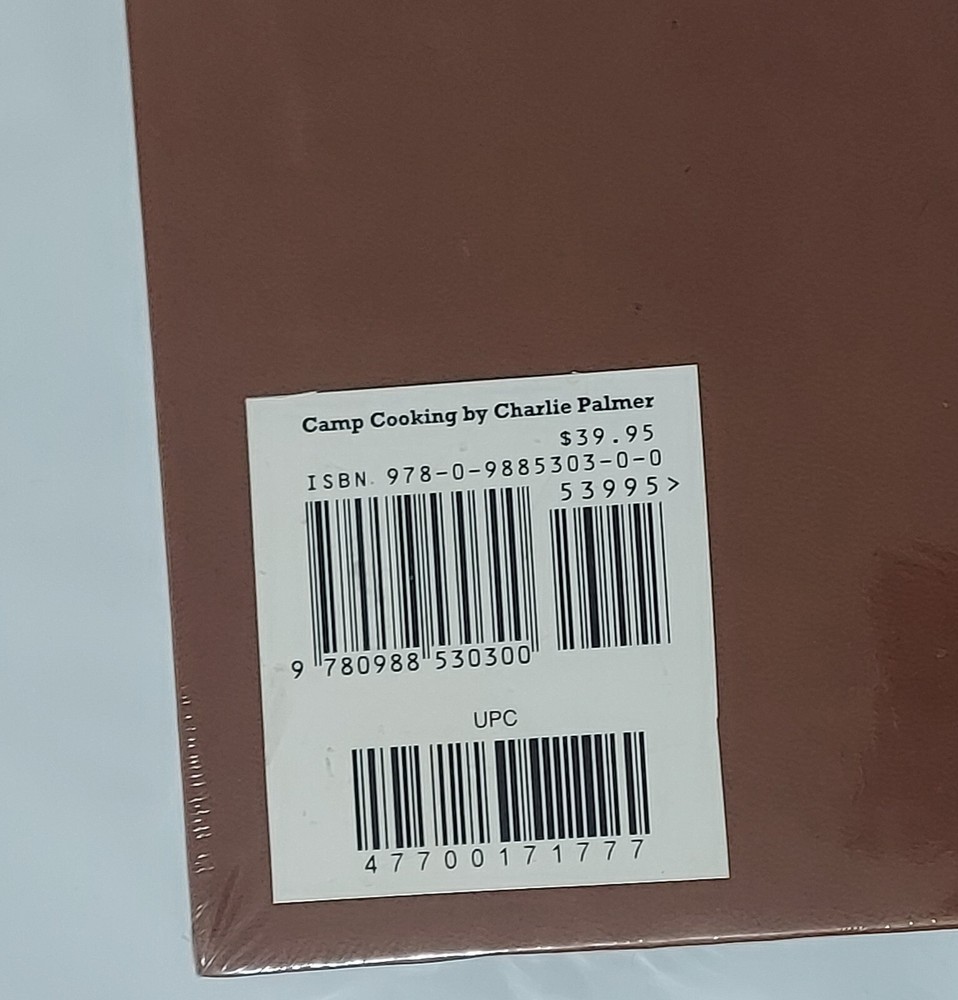 Camp Cooking by Charlie Palmer
$39.95
ISBN 978-0-9885303-0-0
53995>
9 780988 530300
UPC
47700171777